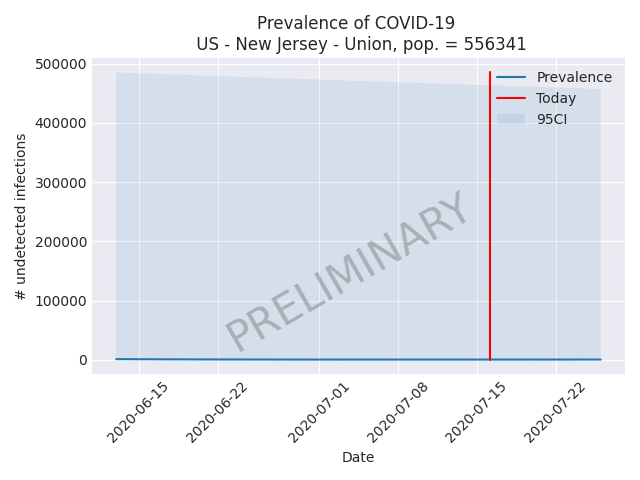 Prevalence of COVID-19
US - New Jersey - Union, pop. = 556341
500000
400000
300000
200000
100000
0
# undetected infections
Prevalence
Today
95CI
PRELIMINARY
2020-06-15
2020-06-22
2020-07-01
2020-07-08
2020-07-15
2020-07-22
Date